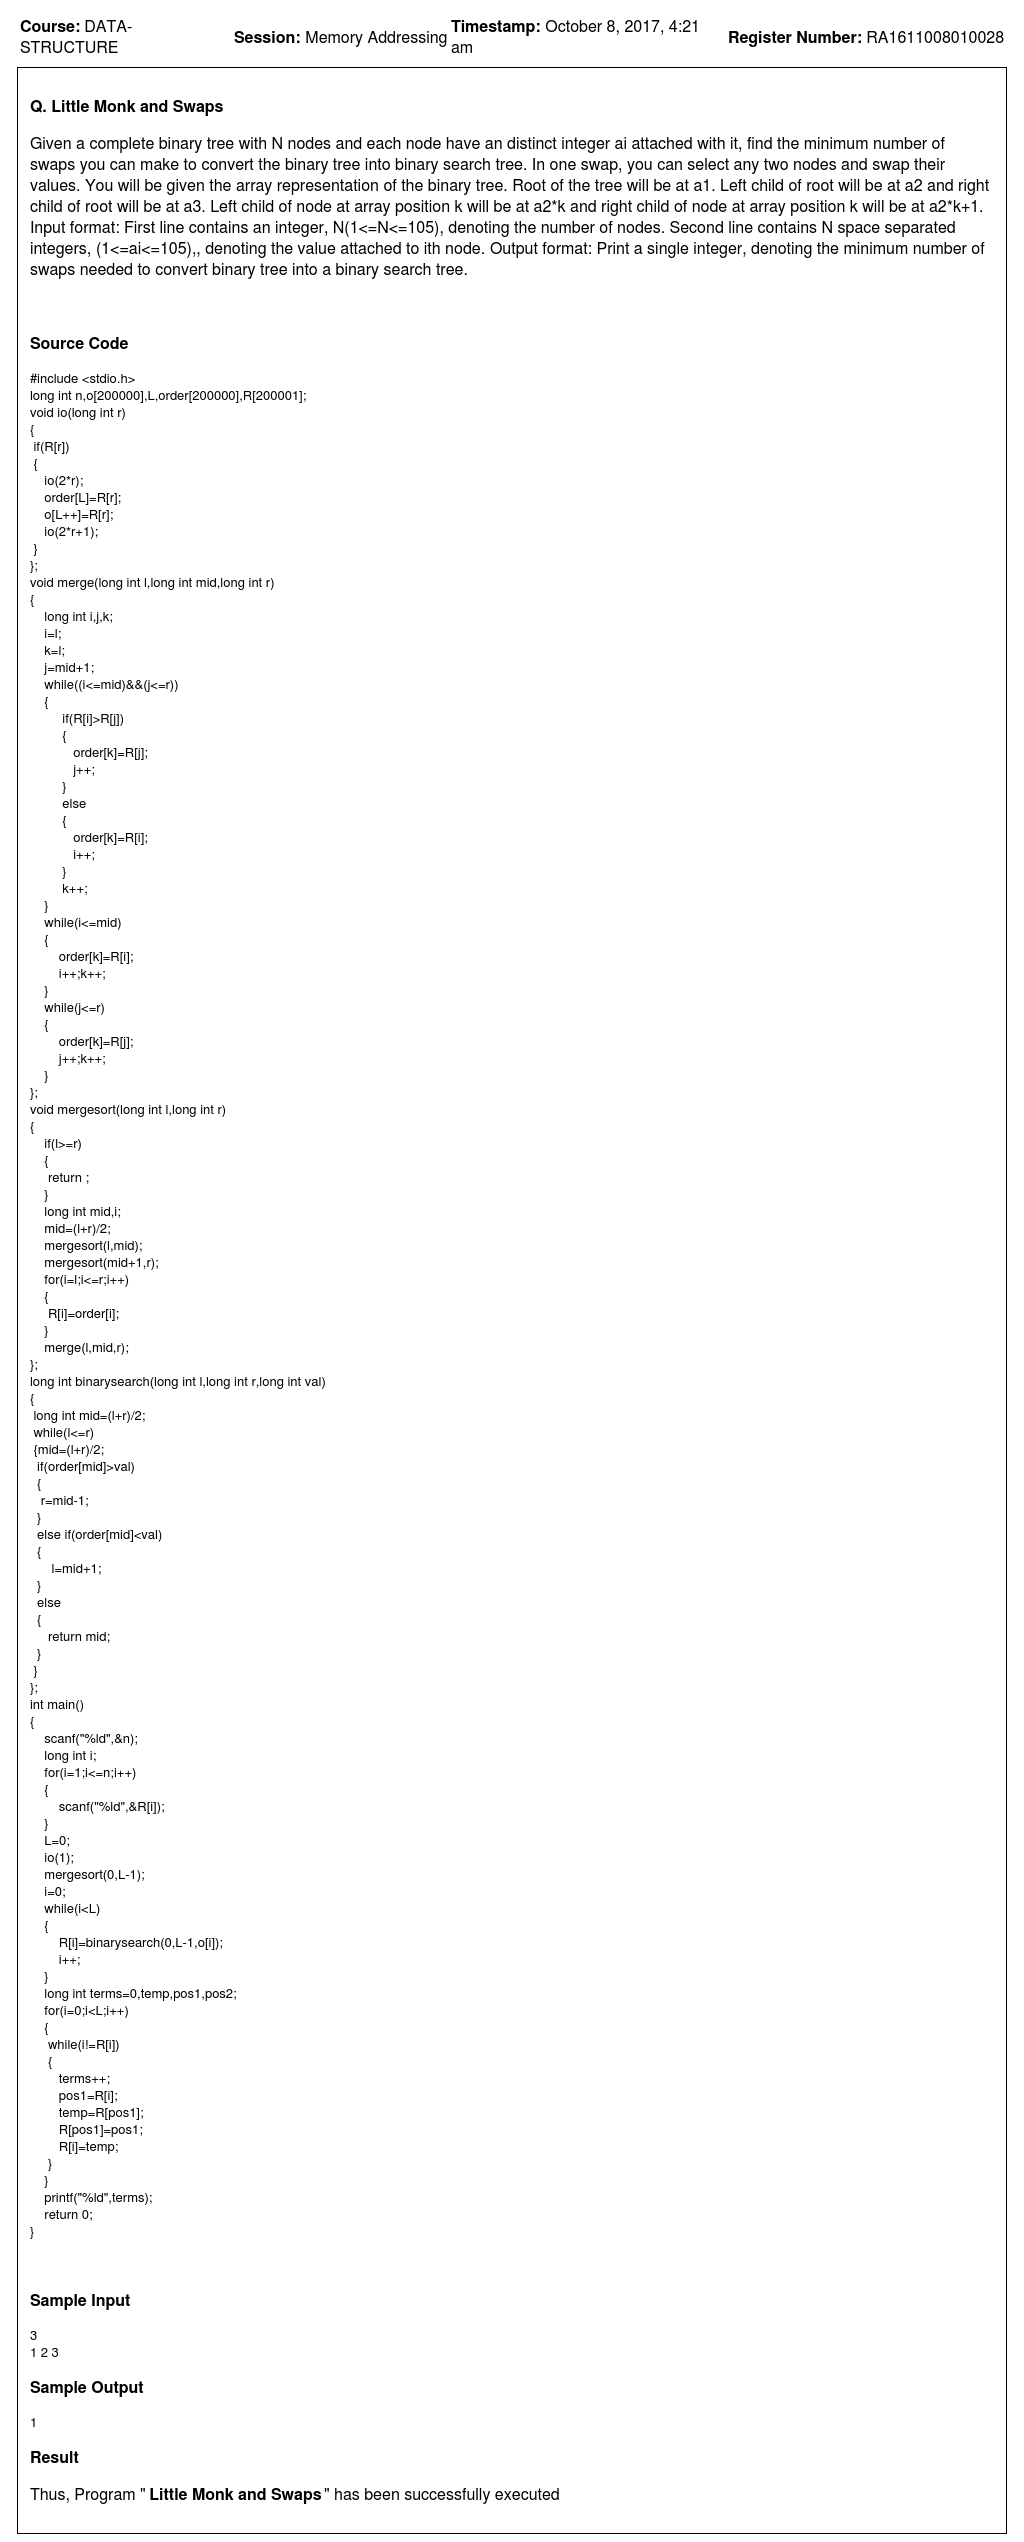 Course: DATA-STRUCTURE Session: Memory Addressing Timestamp: October 8, 2017, 4:21 am Register Number: RA1611008010028
Q. Little Monk and Swaps
Given a complete binary tree with N nodes and each node have an distinct integer ai attached with it, find the minimum number of
swaps you can make to convert the binary tree into binary search tree. In one swap, you can select any two nodes and swap their
values. You will be given the array representation of the binary tree. Root of the tree will be at a1. Left child of root will be at a2 and right
child of root will be at a3. Left child of node at array position k will be at a2*k and right child of node at array position k will be at a2*k+1.
Input format: First line contains an integer, N(1<=N<=105), denoting the number of nodes. Second line contains N space separated
integers, (1<=ai<=105),, denoting the value attached to ith node. Output format: Print a single integer, denoting the minimum number of
swaps needed to convert binary tree into a binary search tree.
Source Code
#include <stdio.h>
long int n,o[200000],L,order[200000],R[200001];
void io(long int r)
{
if(R[r])
{
io(2*r);
order[L]=R[r];
o[L++]=R[r];
io(2*r+1);
}
};
void merge(long int l,long int mid,long int r)
{
long int i,j,k;
i=l;
k=l;
j=mid+1;
while((i<=mid)&&(j<=r))
{
if(R[i]>R[j])
{
order[k]=R[j];
j++;
}
else
{
order[k]=R[i];
i++;
}
k++;
}
while(i<=mid)
{
order[k]=R[i];
i++;k++;
}
while(j<=r)
{
order[k]=R[j];
j++;k++;
}
};
void mergesort(long int l,long int r)
{
if(l>=r)
{
return ;
}
long int mid,i;
mid=(l+r)/2;
mergesort(l,mid);
mergesort(mid+1,r);
for(i=l;i<=r;i++)
{
R[i]=order[i];
}
merge(l,mid,r);
};
long int binarysearch(long int l,long int r,long int val)
{
long int mid=(l+r)/2;
while(l<=r)
{mid=(l+r)/2;
if(order[mid]>val)
{
r=mid-1;
}
else if(order[mid]<val)
{
l=mid+1;
}
else
{
return mid;
}
}
};
int main()
{
scanf("%ld",&n);
long int i;
for(i=1;i<=n;i++)
{
scanf("%ld",&R[i]);
}
L=0;
io(1);
mergesort(0,L-1);
i=0;
while(i<L)
{
R[i]=binarysearch(0,L-1,o[i]);
i++;
}
long int terms=0,temp,pos1,pos2;
for(i=0;i<L;i++)
{
while(i!=R[i])
{
terms++;
pos1=R[i];
temp=R[pos1];
R[pos1]=pos1;
R[i]=temp;
}
}
printf("%ld",terms);
return 0;
}
Sample Input
3
1 2 3
Sample Output
1
Result
Thus, Program " Little Monk and Swaps " has been successfully executed